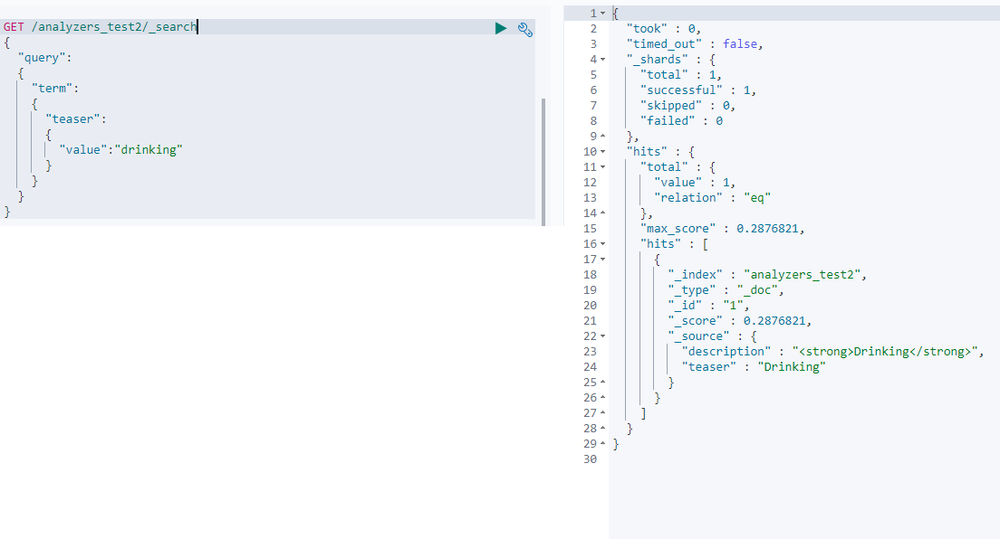 GET /analyzers_test2/_search
{
"query":
{
"term":
{
"teaser":
{
"value":"drinking"
}
}
}
}
1 {
2 "took" : 0,
3 "timed_out" : false,
4 "_shards" : {
5 "total" : 1,
6 "successful" : 1,
7 "skipped" : 0,
8 "failed" : 0
9 },
10 "hits" : {
11 "total" : {
12 "value" : 1,
13 "relation" : "eq"
14 },
15 "max_score" : 0.2876821,
16 "hits" : [
17 {
18 "_index" : "analyzers_test2",
19 "_type" : "_doc",
20 "_id" : "1",
21 "_score" : 0.2876821,
22 "_source" : {
23 "description" : "<strong>Drinking</strong>",
24 "teaser" : "Drinking"
25 }
26 }
27 ]
28 }
29 }
30